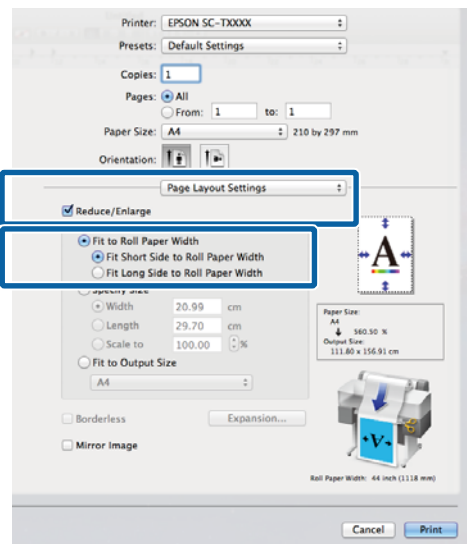 Printer: EPSON SC-TXXXX
Presets: Default Settings
Copies: 1
Pages: All
From: 1 to: 1
Paper Size: A4 210 by 297 mm
Orientation:
Page Layout Settings
Reduce/Enlarge
Fit to Roll Paper Width
Fit Short Side to Roll Paper Width
Fit Long Side to Roll Paper Width
Specify Size
Width 20.99 cm
Length 29.70 cm
Scale to 100.00 %
Fit to Output Size
A4
Borderless Expansion...
Mirror Image
A
Paper Size:
A4
560.50 %
Output Size:
111.80 x 156.91 cm
A
Roll Paper Width: 44 inch (1118 mm)
Cancel Print